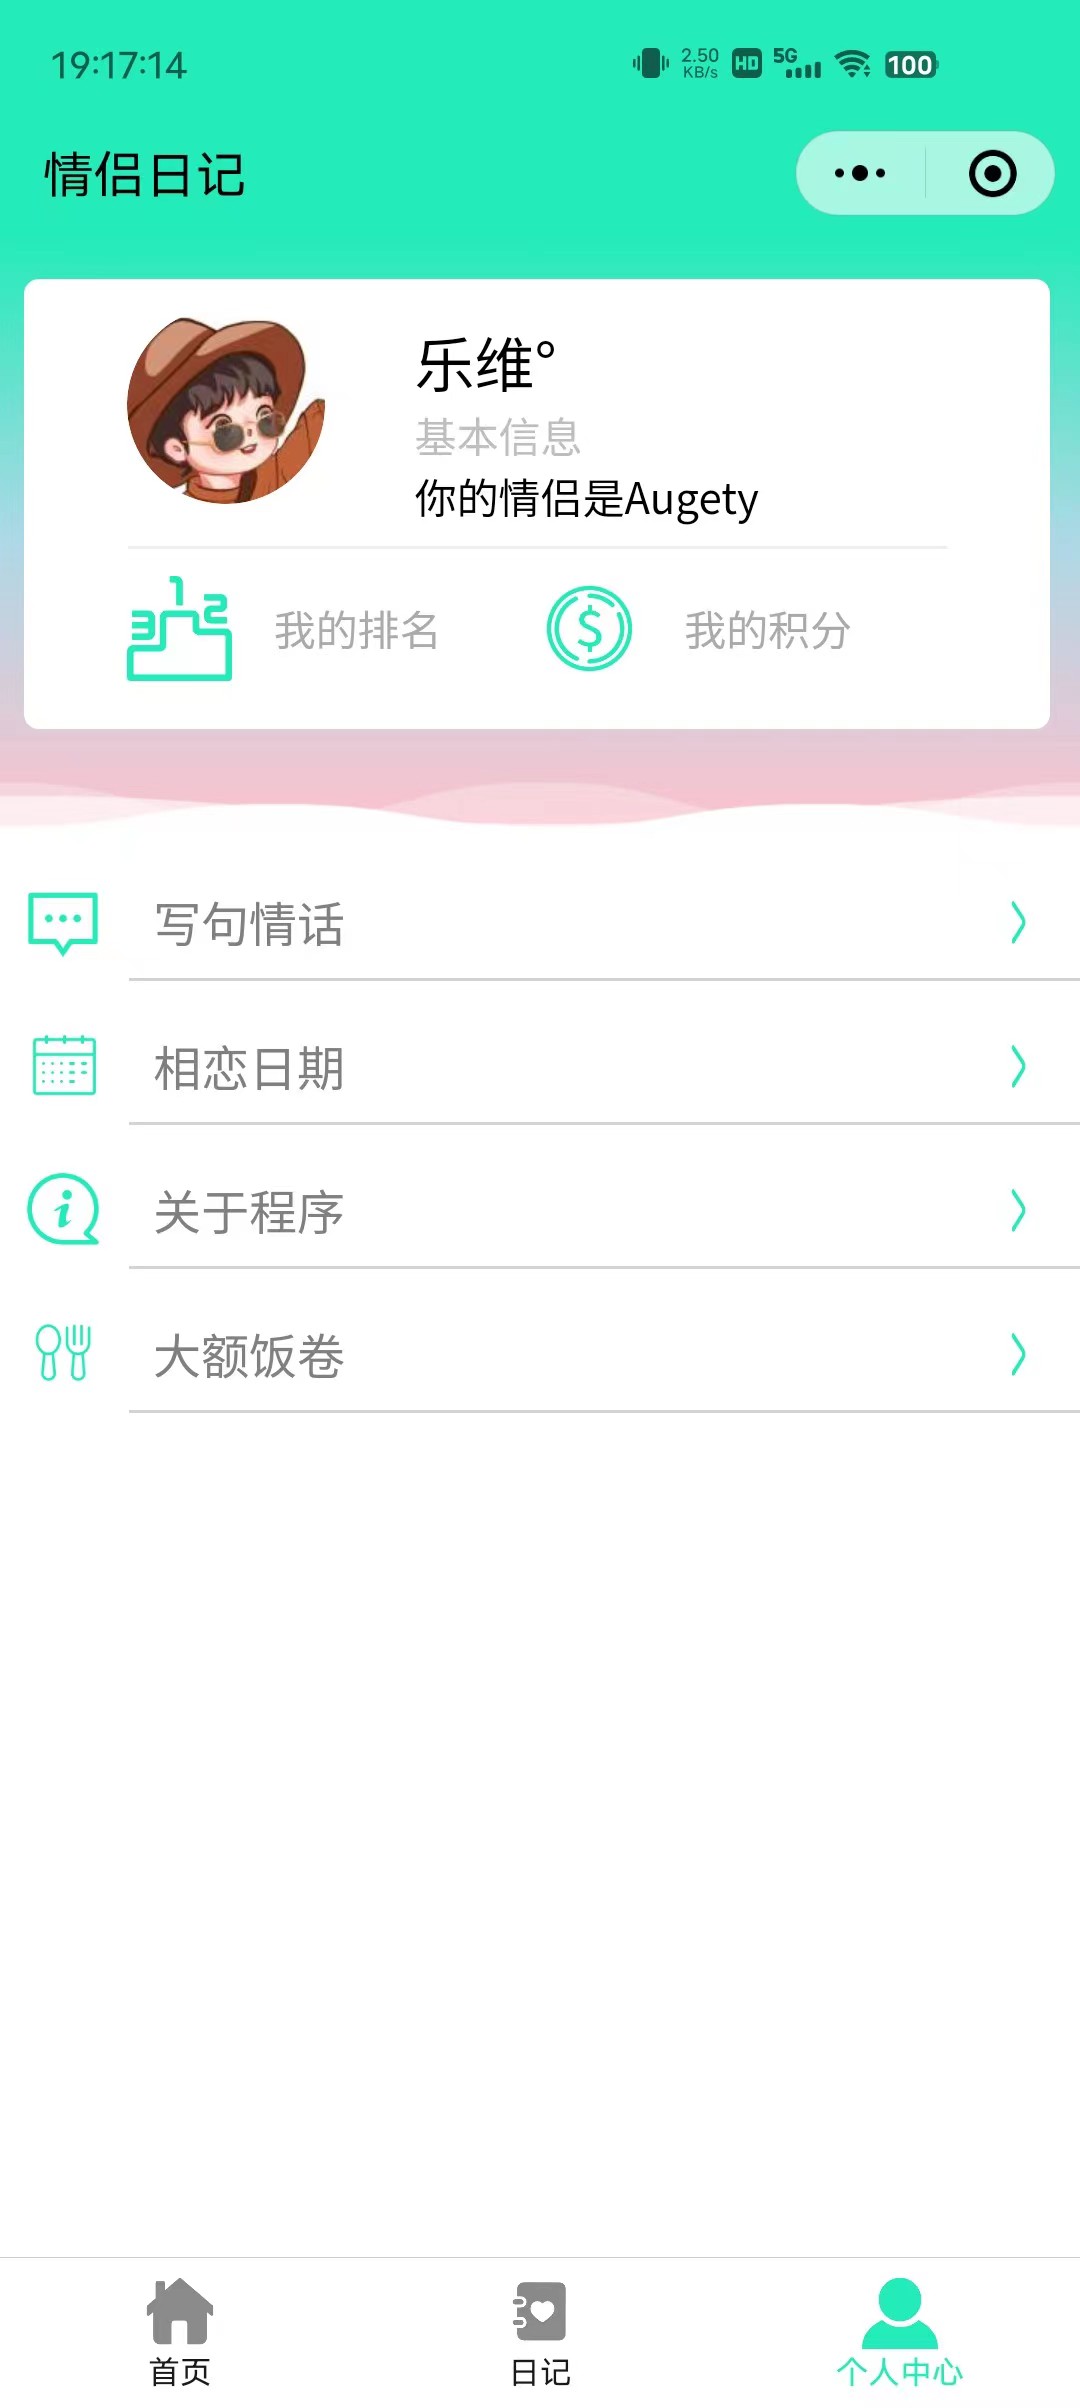 19:17:14
2.50
KB/s
HD
5G
100
情侣日记
乐维°
基本信息
你的情侣是Augety
1
2
3
我的排名
$
我的积分
写句情话
相恋日期
i
关于程序
大额饭卷
首页
日记
个人中心